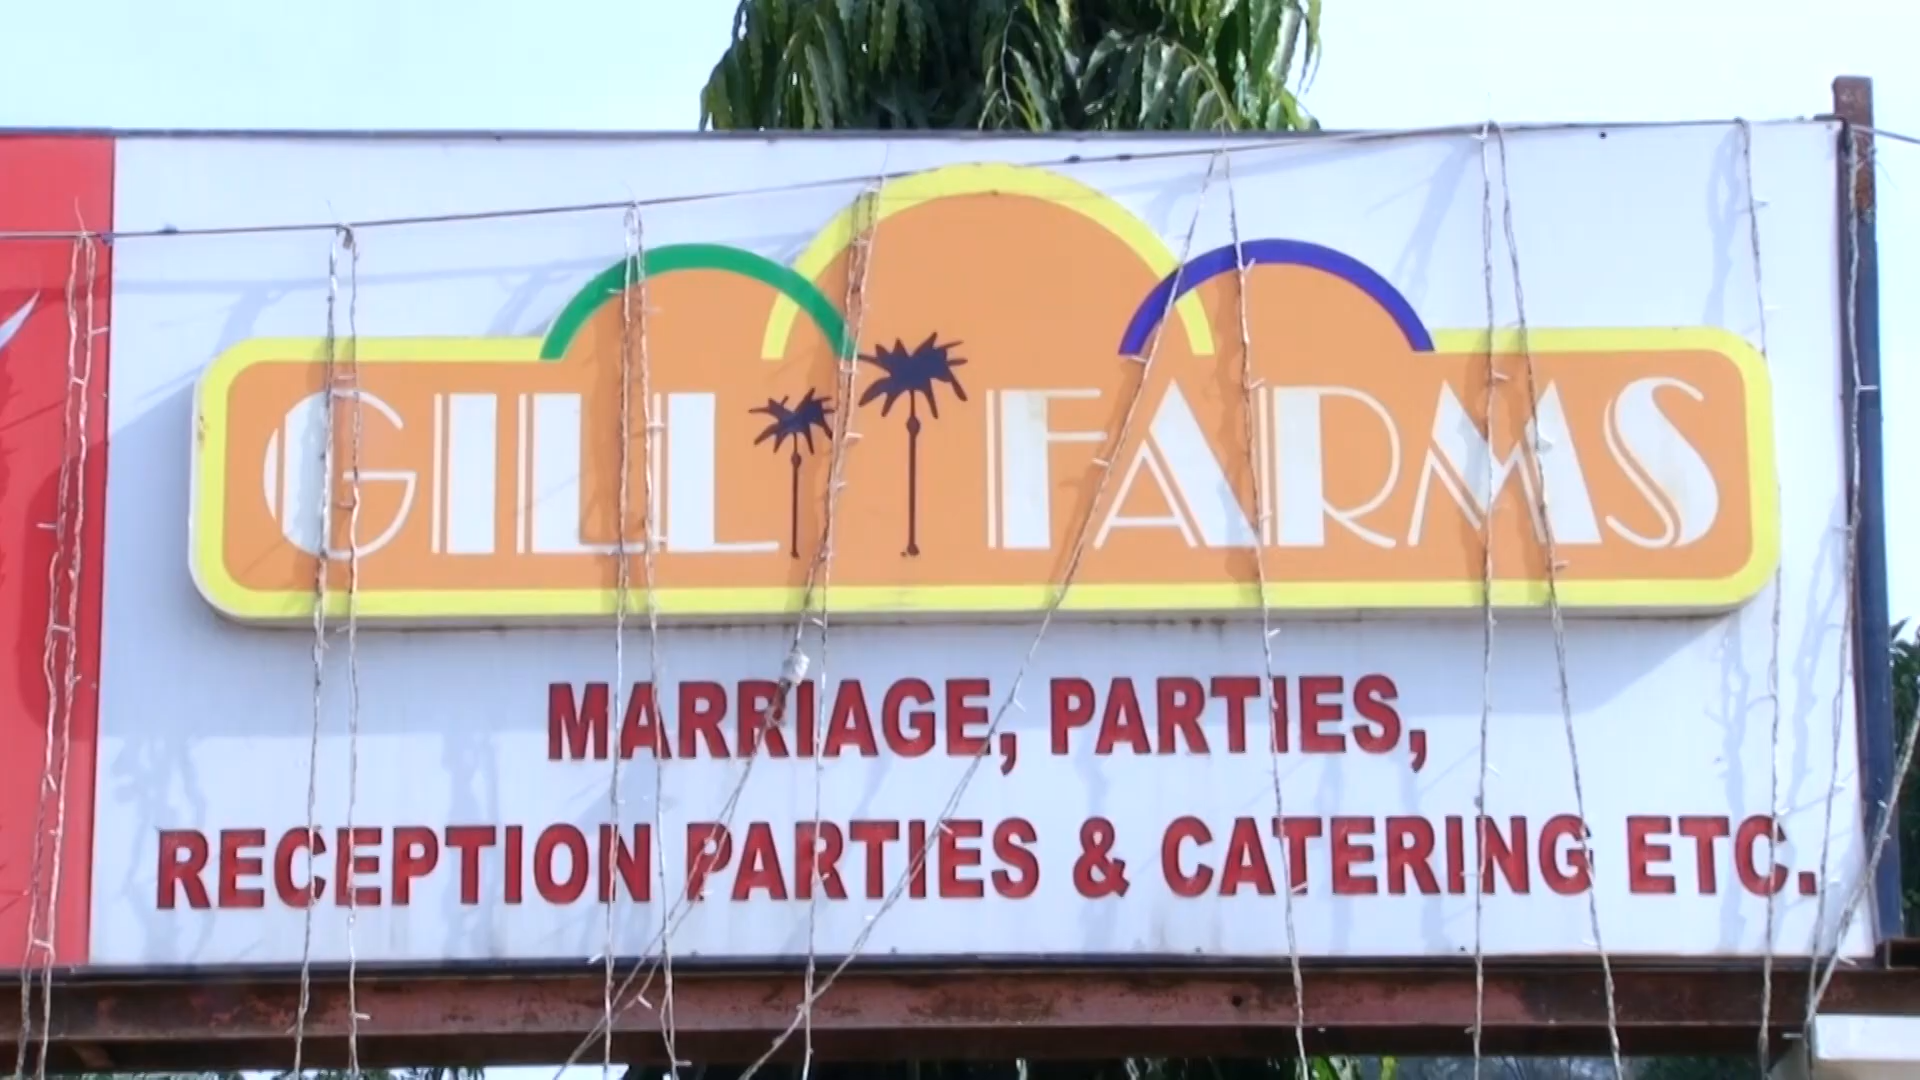 GILL FARMS
MARRIAGE, PARTIES,
RECEPTION PARTIES & CATERING ETC.